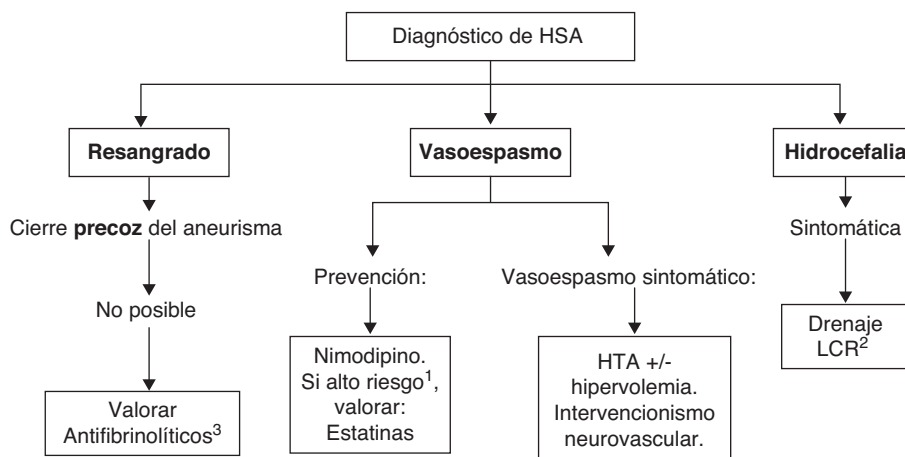 Diagnóstico de HSA
Resangrado
Vasoespasmo
Hidrocefalia
Cierre precoz del aneurisma
Sintomática
Prevención:
Vasoespasmo sintomático:
No posible
Drenaje
LCR²
Nimodipino.
Si alto riesgo¹,
valorar:
Estatinas
HTA +/-
hipervolemia.
Intervencionismo
neurovascular.
Valorar
Antifibrinolíticos³